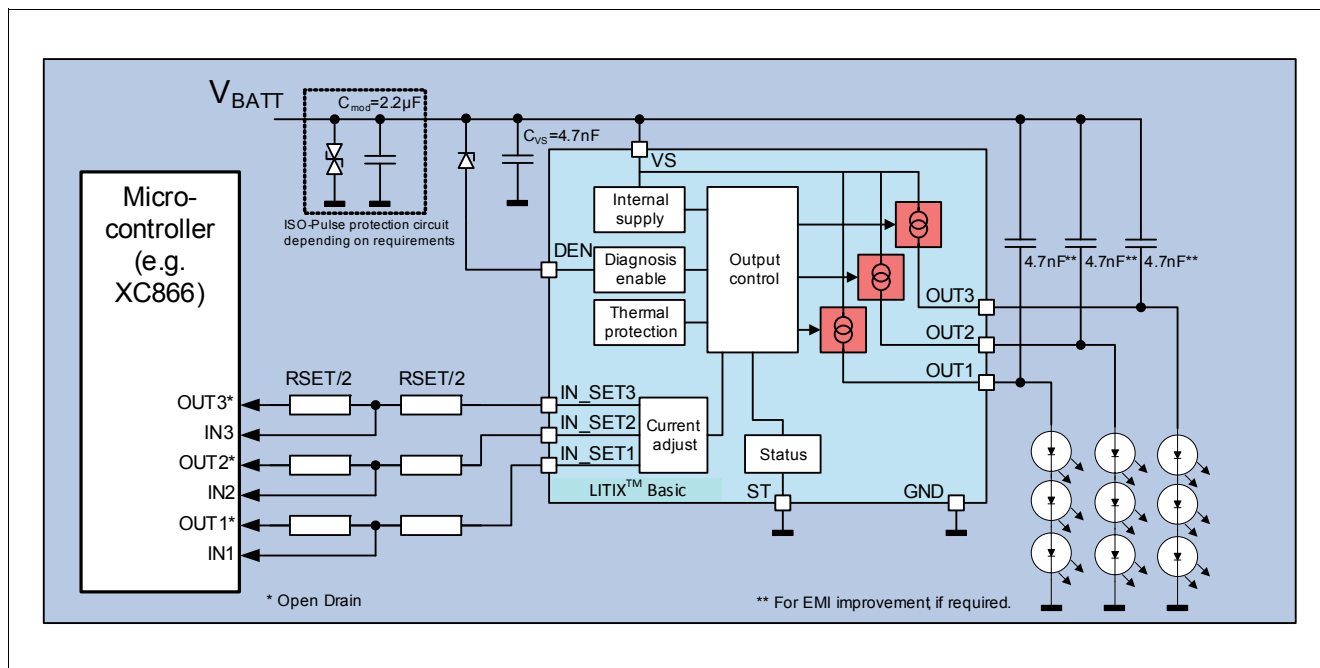 VBATT
Cmod=2.2µF
CVS=4.7nF
ISO-Pulse protection circuit
depending on requirements
Micro-
controller
(e.g.
XC866)
VS
Internal
supply
DEN
Diagnosis
enable
Thermal
protection
Output
control
4.7nF**
4.7nF**
4.7nF**
OUT3
OUT2
OUT1
RSET/2
RSET/2
OUT3*
IN3
OUT2*
IN2
OUT1*
IN1
IN_SET3
IN_SET2
IN_SET1
Current
adjust
Status
LITIX™ Basic
ST
GND
* Open Drain
** For EMI improvement, if required.